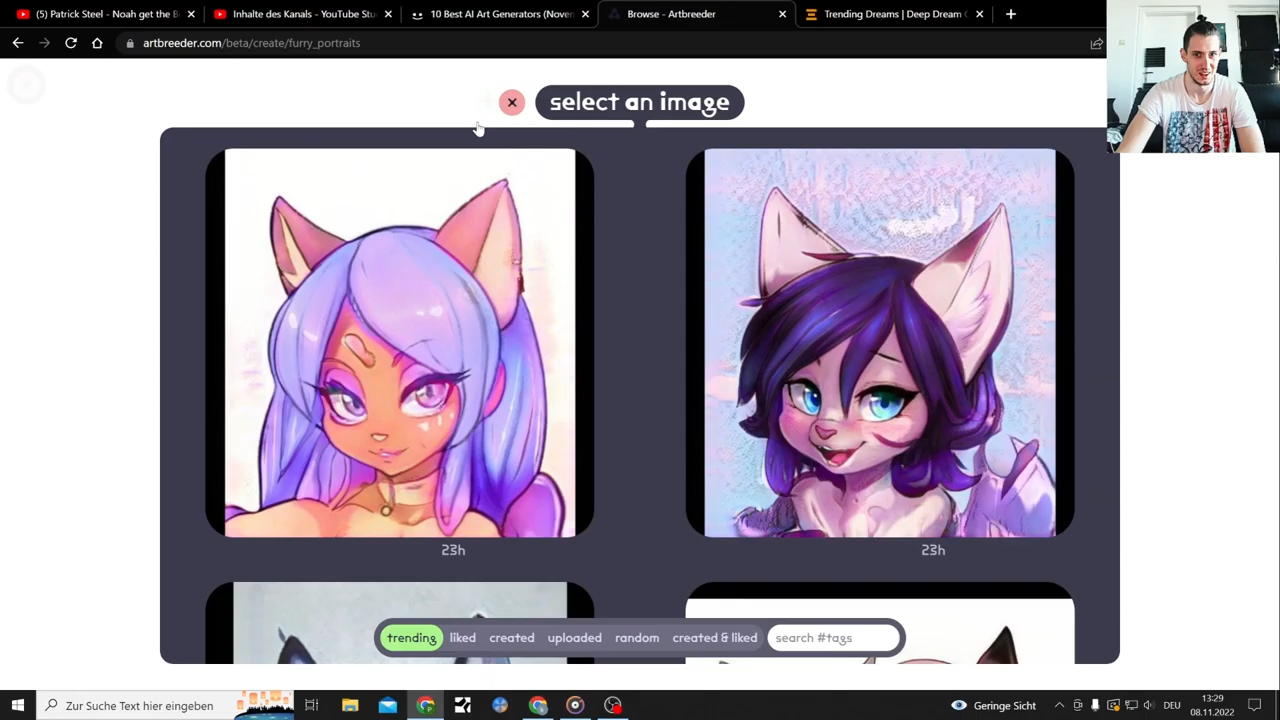 (5) Patrick Steel - Noah get the B
Inhalte des Kanals - YouTube Stu
10 Best AI Art Generators (Noven
Browse - Artbreeder
Trending Dreams | Deep Dream G
artbreeder.com/beta/create/furry_portraits
select an image
23h
23h
trending liked created uploaded random created & liked search #tags
Zur Suche Text hier eingeben
Geringe Sicht
DEU
13:29
08.11.2022